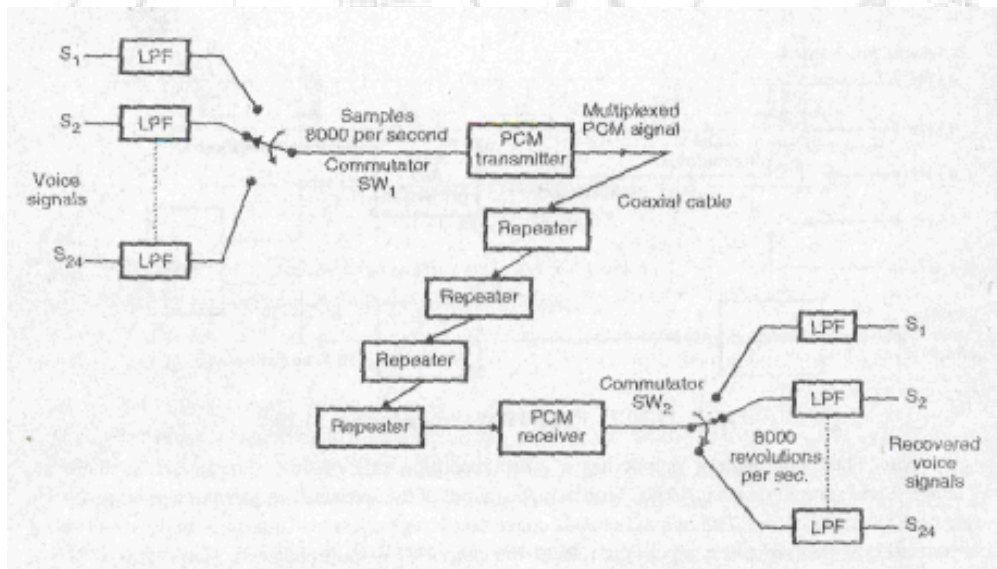 S1
LPF
S2
LPF
Voice
signals
S24
LPF
Samples
8000 per second
Commutator
SW1
PCM
transmitter
Multiplexed
PCM signal
Coaxial cable
Repeater
Repeater
Repeater
Repeater
PCM
receiver
Commutator
SW2
8000
revolutions
per sec.
LPF
S1
LPF
S2
Recovered
voice
signals
LPF
S24